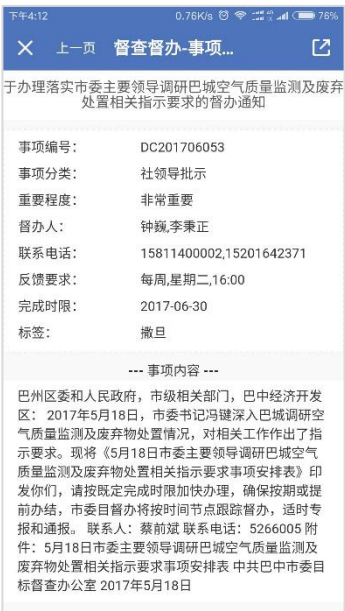 下午4:12
0.76K/s
76%
上一页 督查督办-事项...
于办理落实市委主要领导调研巴城空气质量监测及废弃
处置相关指示要求的督办通知
事项编号： DC201706053
事项分类： 社领导批示
重要程度： 非常重要
督办人： 钟巍,李秉正
联系电话： 15811400002,15201642371
反馈要求： 每周,星期二,16:00
完成时限： 2017-06-30
标签： 撒旦
--- 事项内容 ---
巴州区委和人民政府，市级相关部门，巴中经济开发
区： 2017年5月18日，市委书记冯键深入巴城调研空
气质量监测及废弃物处置情况，对相关工作作出了指
示要求。现将《5月18日市委主要领导调研巴城空气
质量监测及废弃物处置相关指示要求事项安排表》印
发你们，请按既定完成时限加快办理，确保按期或提
前办结，市委目督办将按时间节点跟踪督办，适时专
报和通报。 联系人：蔡前斌 联系电话：5266005 附
件：5月18日市委主要领导调研巴城空气质量监测及
废弃物处置相关指示要求事项安排表 中共巴中市委目
标督查办公室 2017年5月18日